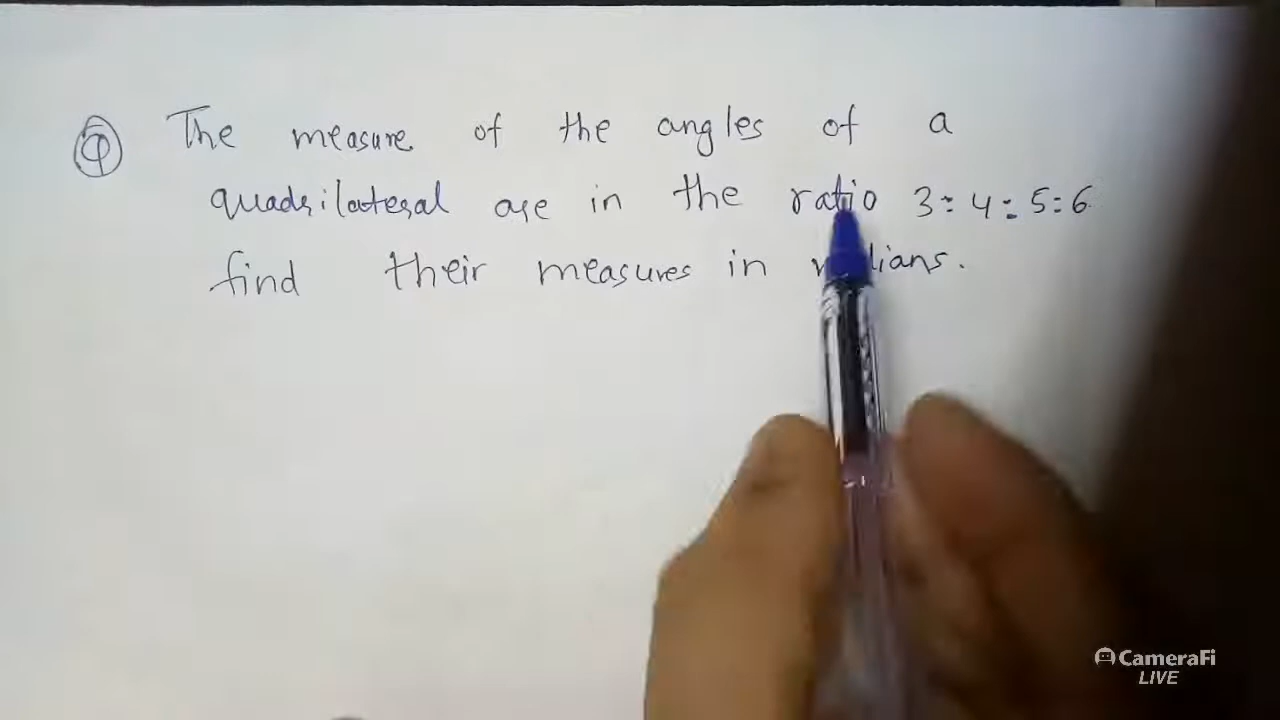 Q The measure of the angles of a
quadrilateral are in the ratio 3:4:5:6
find their measures in radians.
CameraFi
LIVE